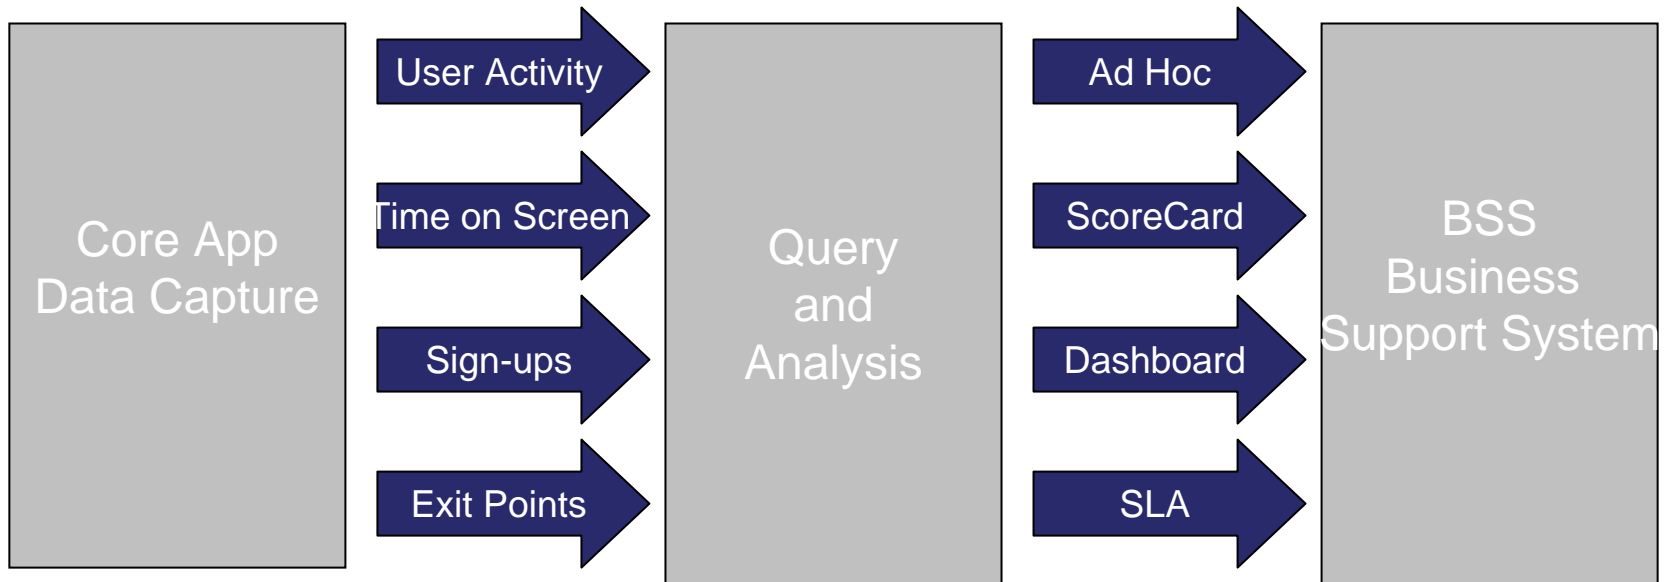 Core App
Data Capture
User Activity
Time on Screen
Sign-ups
Exit Points
Query
and
Analysis
Ad Hoc
ScoreCard
Dashboard
SLA
BSS
Business
Support System